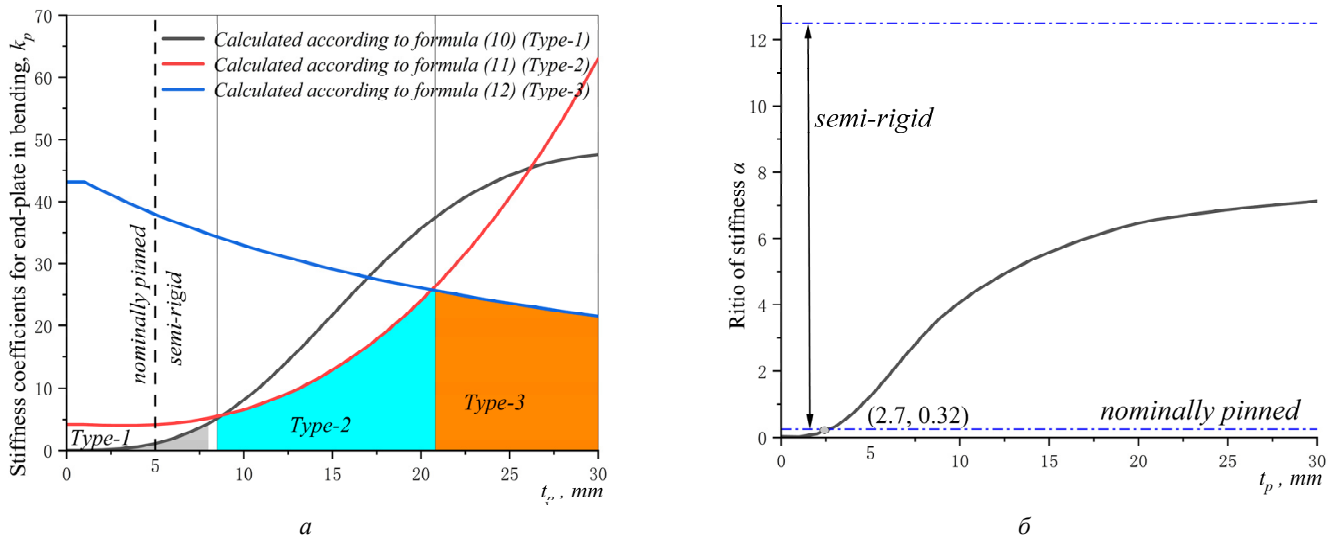 Stiffness coefficients for end-plate in bending, kp
70
60
50
40
30
20
10
0
Calculated according to formula (10) (Type-1)
Calculated according to formula (11) (Type-2)
Calculated according to formula (12) (Type-3)
nominally pinned
semi-rigid
Type-1
Type-2
Type-3
0 5 10 15 20 25 30
tp , mm
а
Ritio of stiffness α
12
10
8
6
4
2
0
semi-rigid
(2.7, 0.32)
nominally pinned
0 5 10 15 20 25 30
tp , mm
б